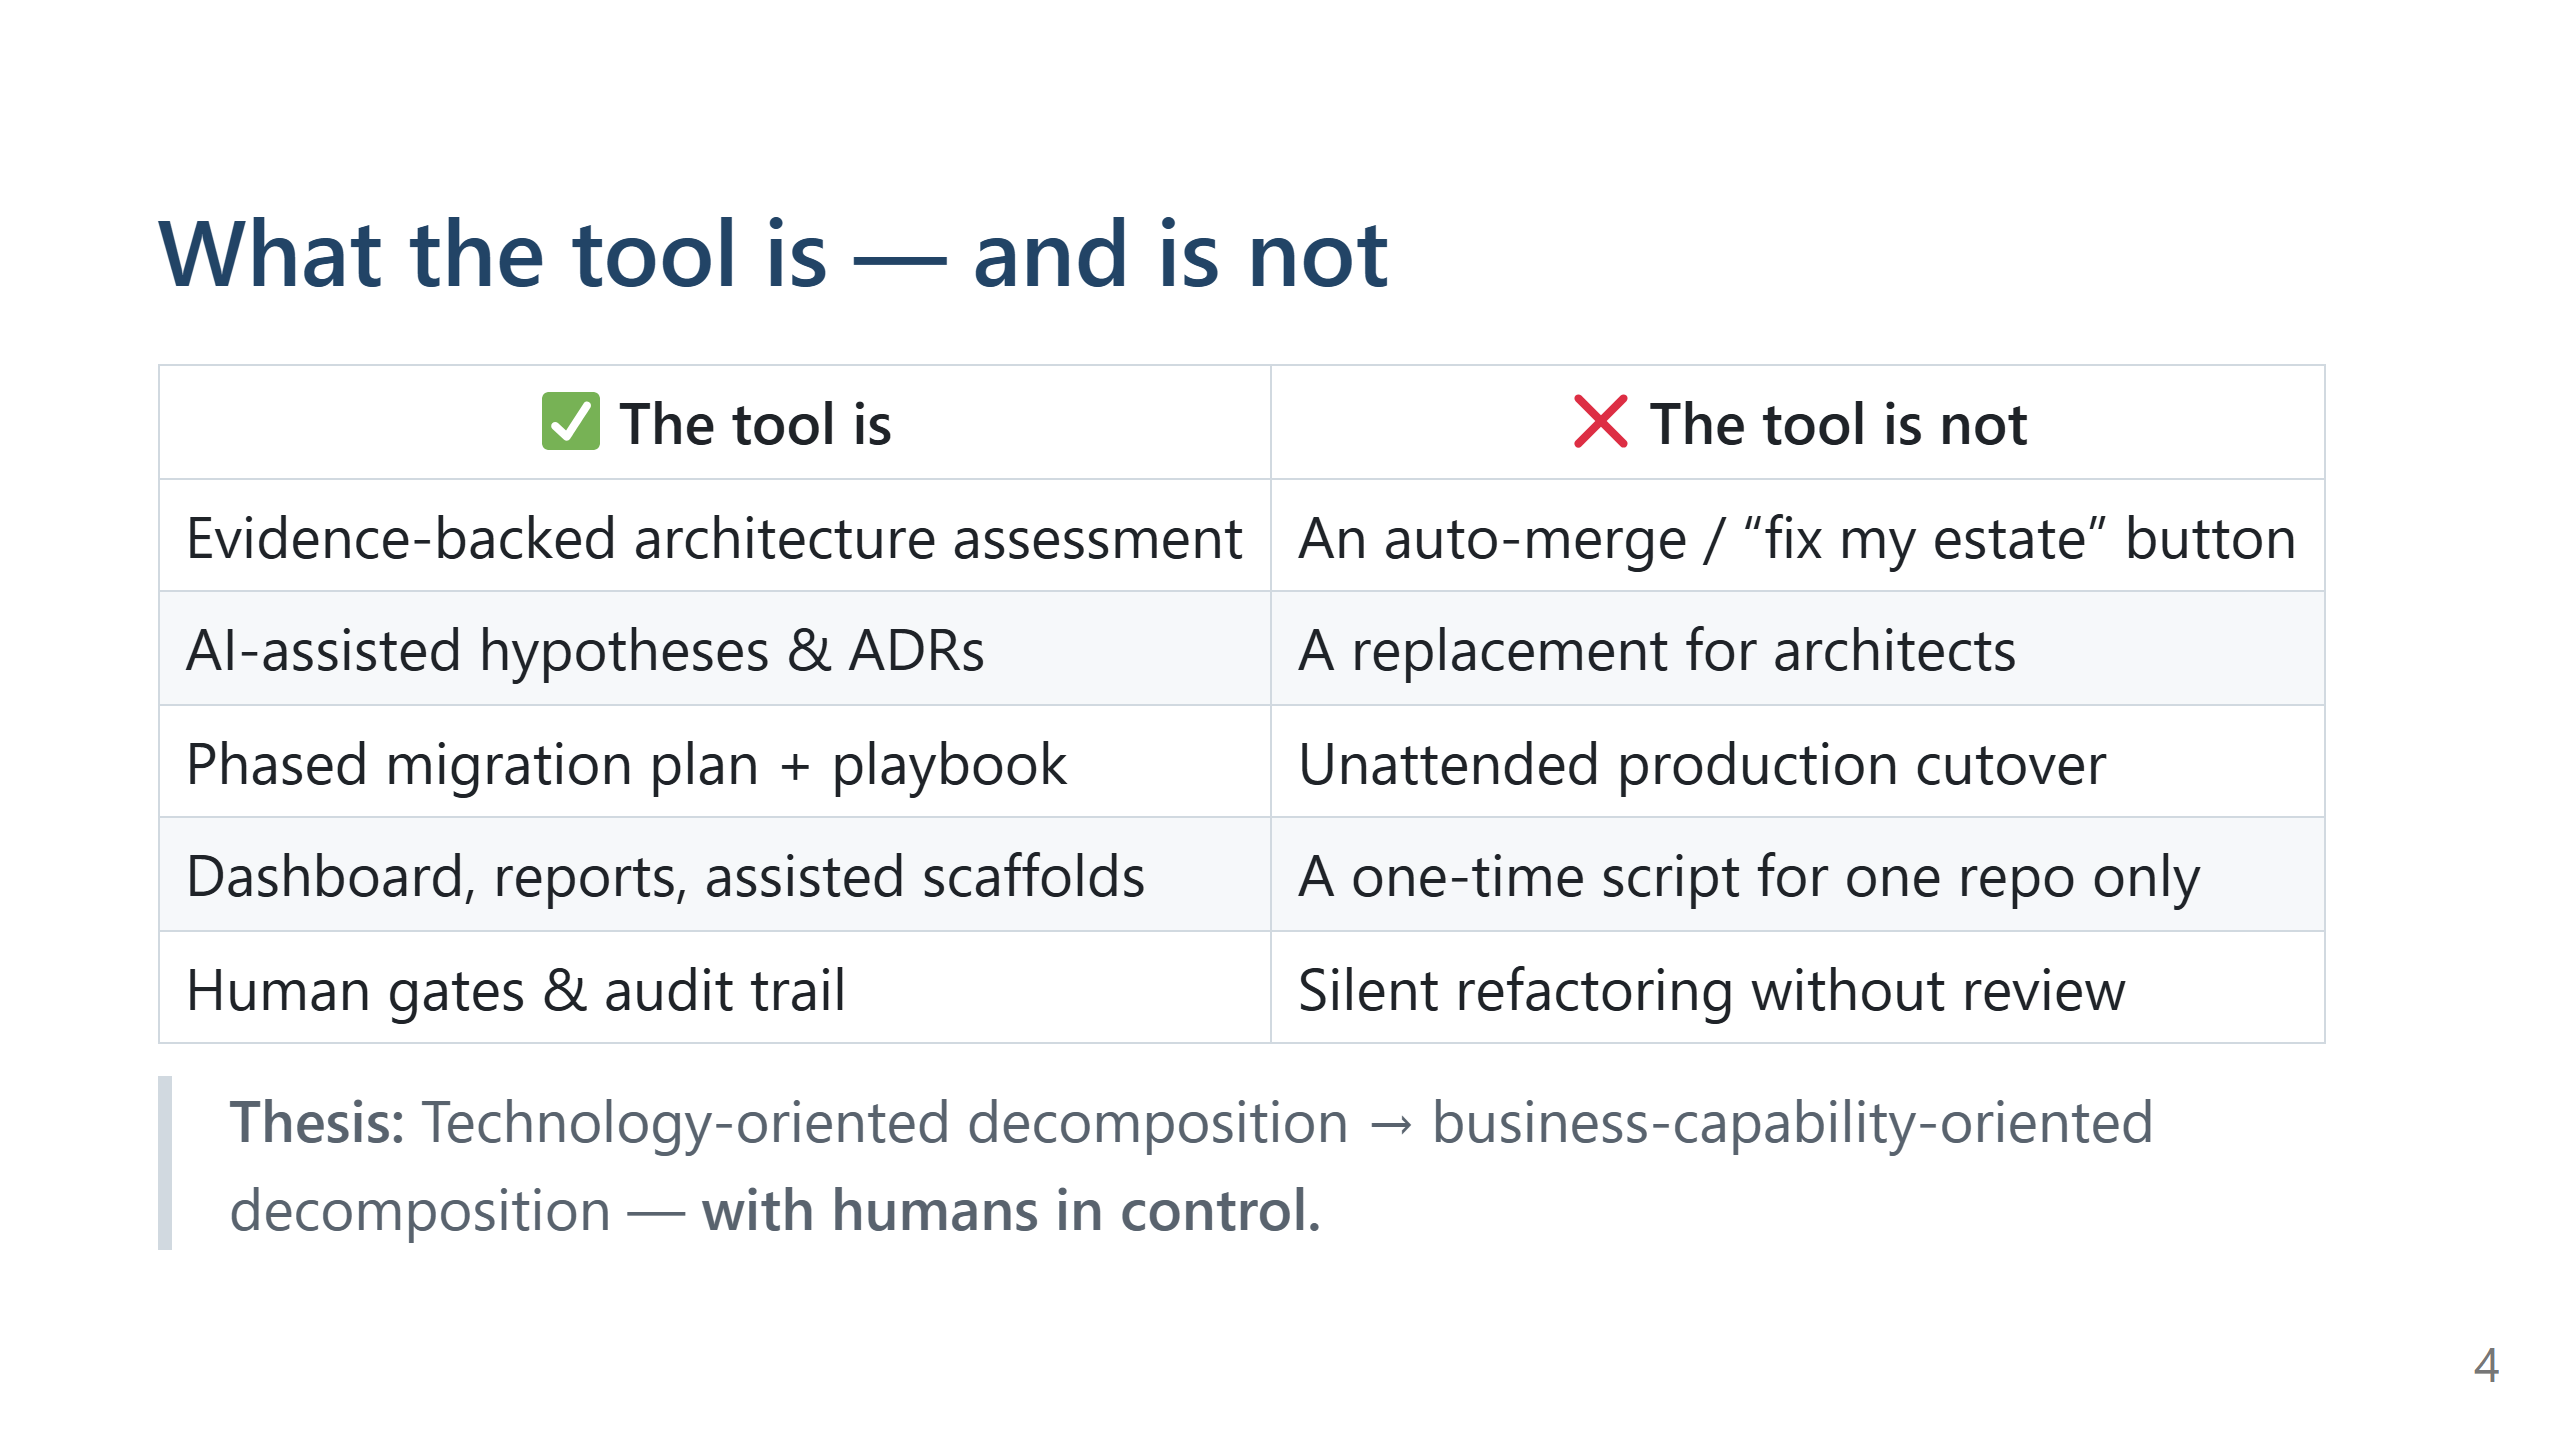 What the tool is — and is not
✅ The tool is
❌ The tool is not
Evidence-backed architecture assessment
An auto-merge / “fix my estate” button
AI-assisted hypotheses & ADRs
A replacement for architects
Phased migration plan + playbook
Unattended production cutover
Dashboard, reports, assisted scaffolds
A one-time script for one repo only
Human gates & audit trail
Silent refactoring without review
Thesis: Technology-oriented decomposition → business-capability-oriented
decomposition — with humans in control.
4